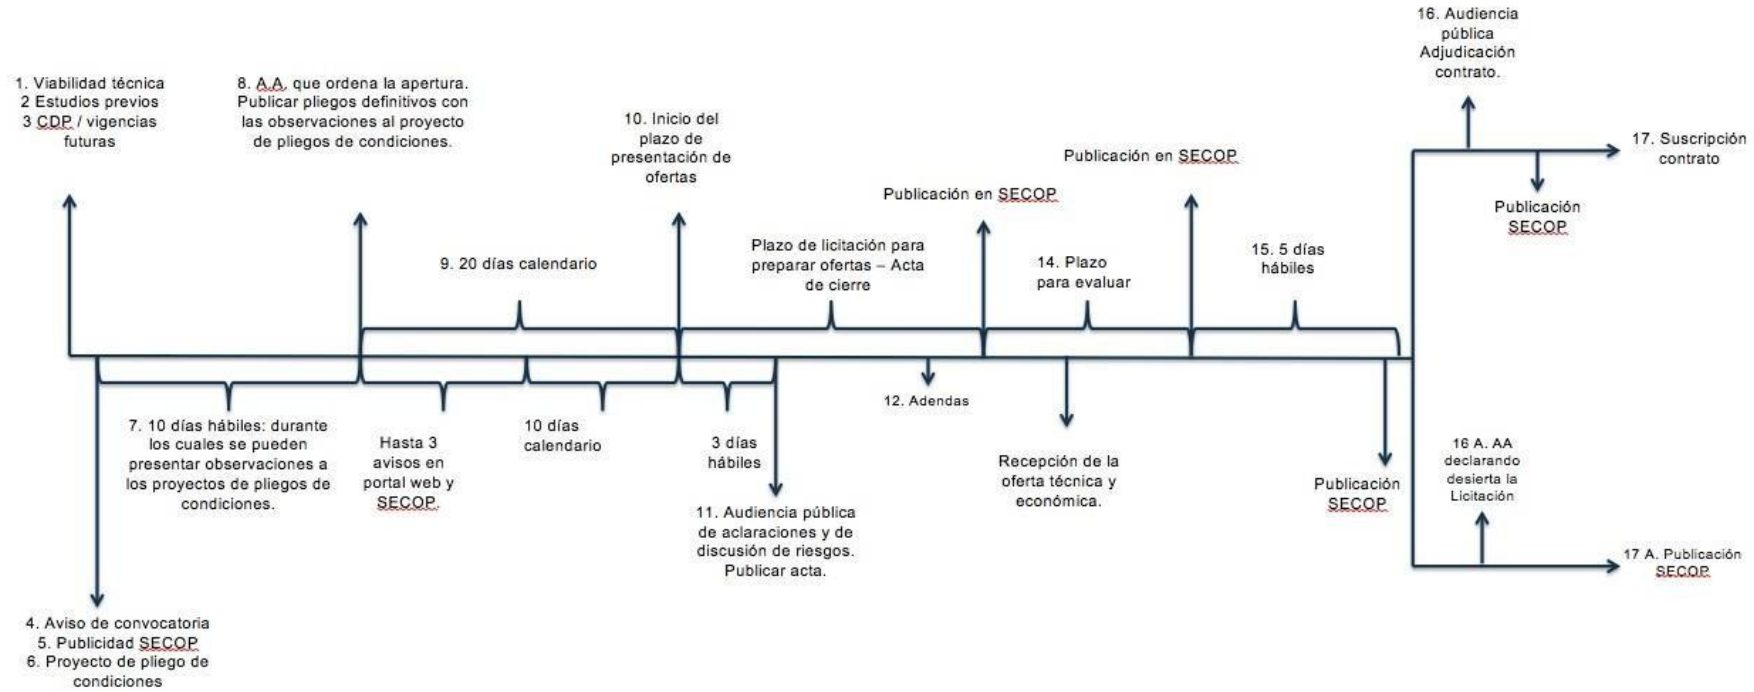 1. Viabilidad técnica
2 Estudios previos
3 CDP / vigencias
futuras
8. A.A. que ordena la apertura.
Publicar pliegos definitivos con
las observaciones al proyecto
de pliegos de condiciones.
10. Inicio del
plazo de
presentación de
ofertas
Publicación en SECOP
Publicación en SECOP
16. Audiencia
pública
Adjudicación
contrato.
17. Suscripción
contrato
Publicación
SECOP
9. 20 días calendario
Plazo de licitación para
preparar ofertas – Acta
de cierre
14. Plazo
para evaluar
15. 5 días
hábiles
7. 10 días hábiles: durante
los cuales se pueden
presentar observaciones a
los proyectos de pliegos de
condiciones.
Hasta 3
avisos en
portal web y
SECOP.
10 días
calendario
3 días
hábiles
11. Audiencia pública
de aclaraciones y de
discusión de riesgos.
Publicar acta.
12. Adendas
Recepción de la
oferta técnica y
económica.
Publicación
SECOP
16 A. AA
declarando
desierta la
Licitación
17 A. Publicación
SECOP
4. Aviso de convocatoria
5. Publicidad SECOP
6. Proyecto de pliego de
condiciones